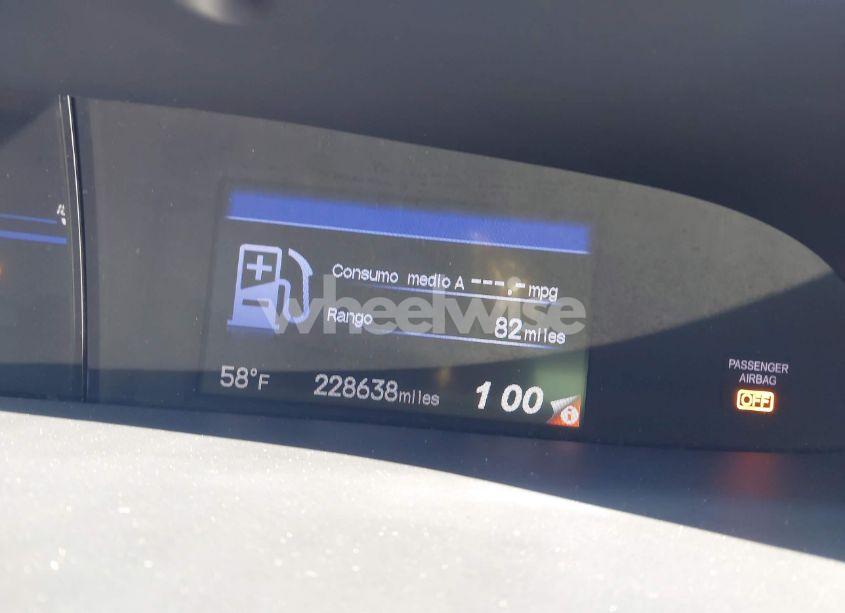 Consumo medio A ---.- mpg
Rango 82 miles
58°F 228638 miles 1 00
PASSENGER
AIRBAG
OFF
wheelwise